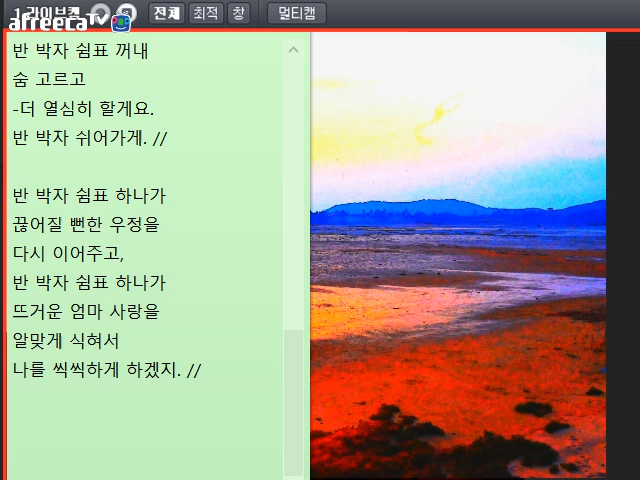 afreecaTV
전체 최적 창 멀티캠
반 박자 쉼표 꺼내
숨 고르고
-더 열심히 할게요.
반 박자 쉬어가게. //
반 박자 쉼표 하나가
끊어질 뻔한 우정을
다시 이어주고,
반 박자 쉼표 하나가
뜨거운 엄마 사랑을
알맞게 식혀서
나를 씩씩하게 하겠지. //